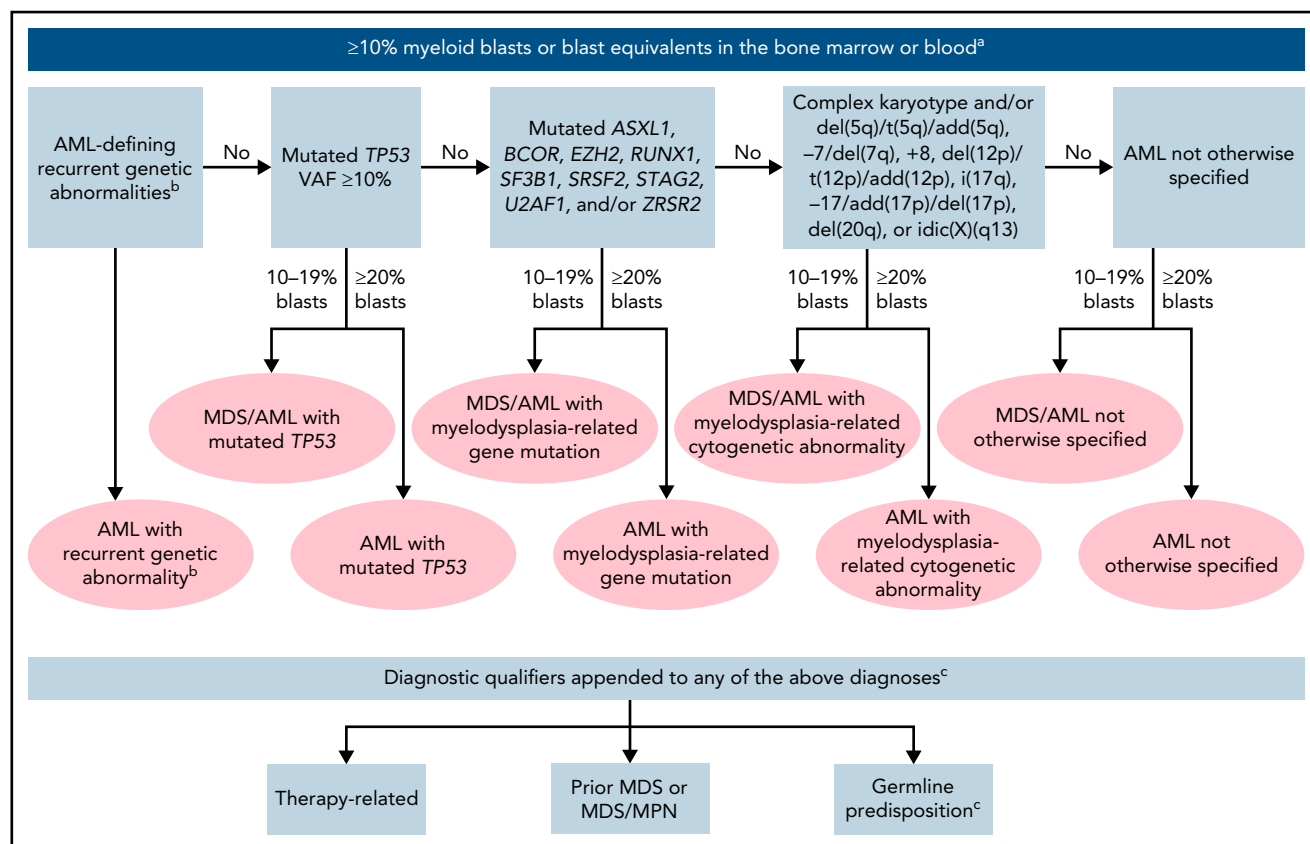 ≥10% myeloid blasts or blast equivalents in the bone marrow or bloodᵃ
AML-defining
recurrent genetic
abnormalitiesᵇ
No
Mutated TP53
VAF ≥10%
No
Mutated ASXL1,
BCOR, EZH2, RUNX1,
SF3B1, SRSF2, STAG2,
U2AF1, and/or ZRSR2
No
Complex karyotype and/or
del(5q)/t(5q)/add(5q),
–7/del(7q), +8, del(12p)/
t(12p)/add(12p), i(17q),
–17/add(17p)/del(17p),
del(20q), or idic(X)(q13)
No
AML not otherwise
specified
10–19%
blasts
≥20%
blasts
10–19%
blasts
≥20%
blasts
10–19%
blasts
≥20%
blasts
10–19%
blasts
≥20%
blasts
MDS/AML with
mutated TP53
MDS/AML with
myelodysplasia-related
gene mutation
MDS/AML with
myelodysplasia-related
cytogenetic abnormality
MDS/AML not
otherwise specified
AML with
recurrent genetic
abnormalityᵇ
AML with
mutated TP53
AML with
myelodysplasia-related
gene mutation
AML with
myelodysplasia-
related cytogenetic
abnormality
AML not
otherwise specified
Diagnostic qualifiers appended to any of the above diagnosesᶜ
Therapy-related
Prior MDS or
MDS/MPN
Germline
predispositionᶜ